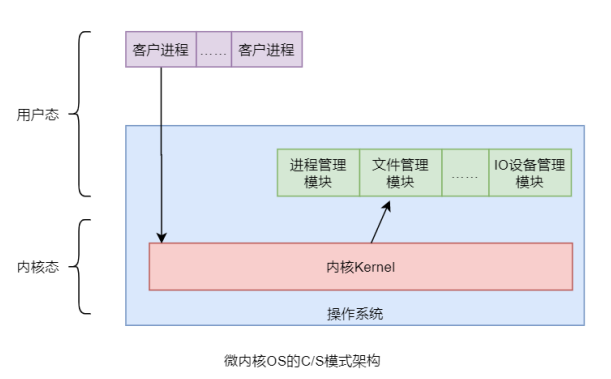 客户进程 …… 客户进程
用户态
进程管理 文件管理 …… IO设备管理
模块 模块 模块
内核态
内核Kernel
操作系统
微内核OS的C/S模式架构